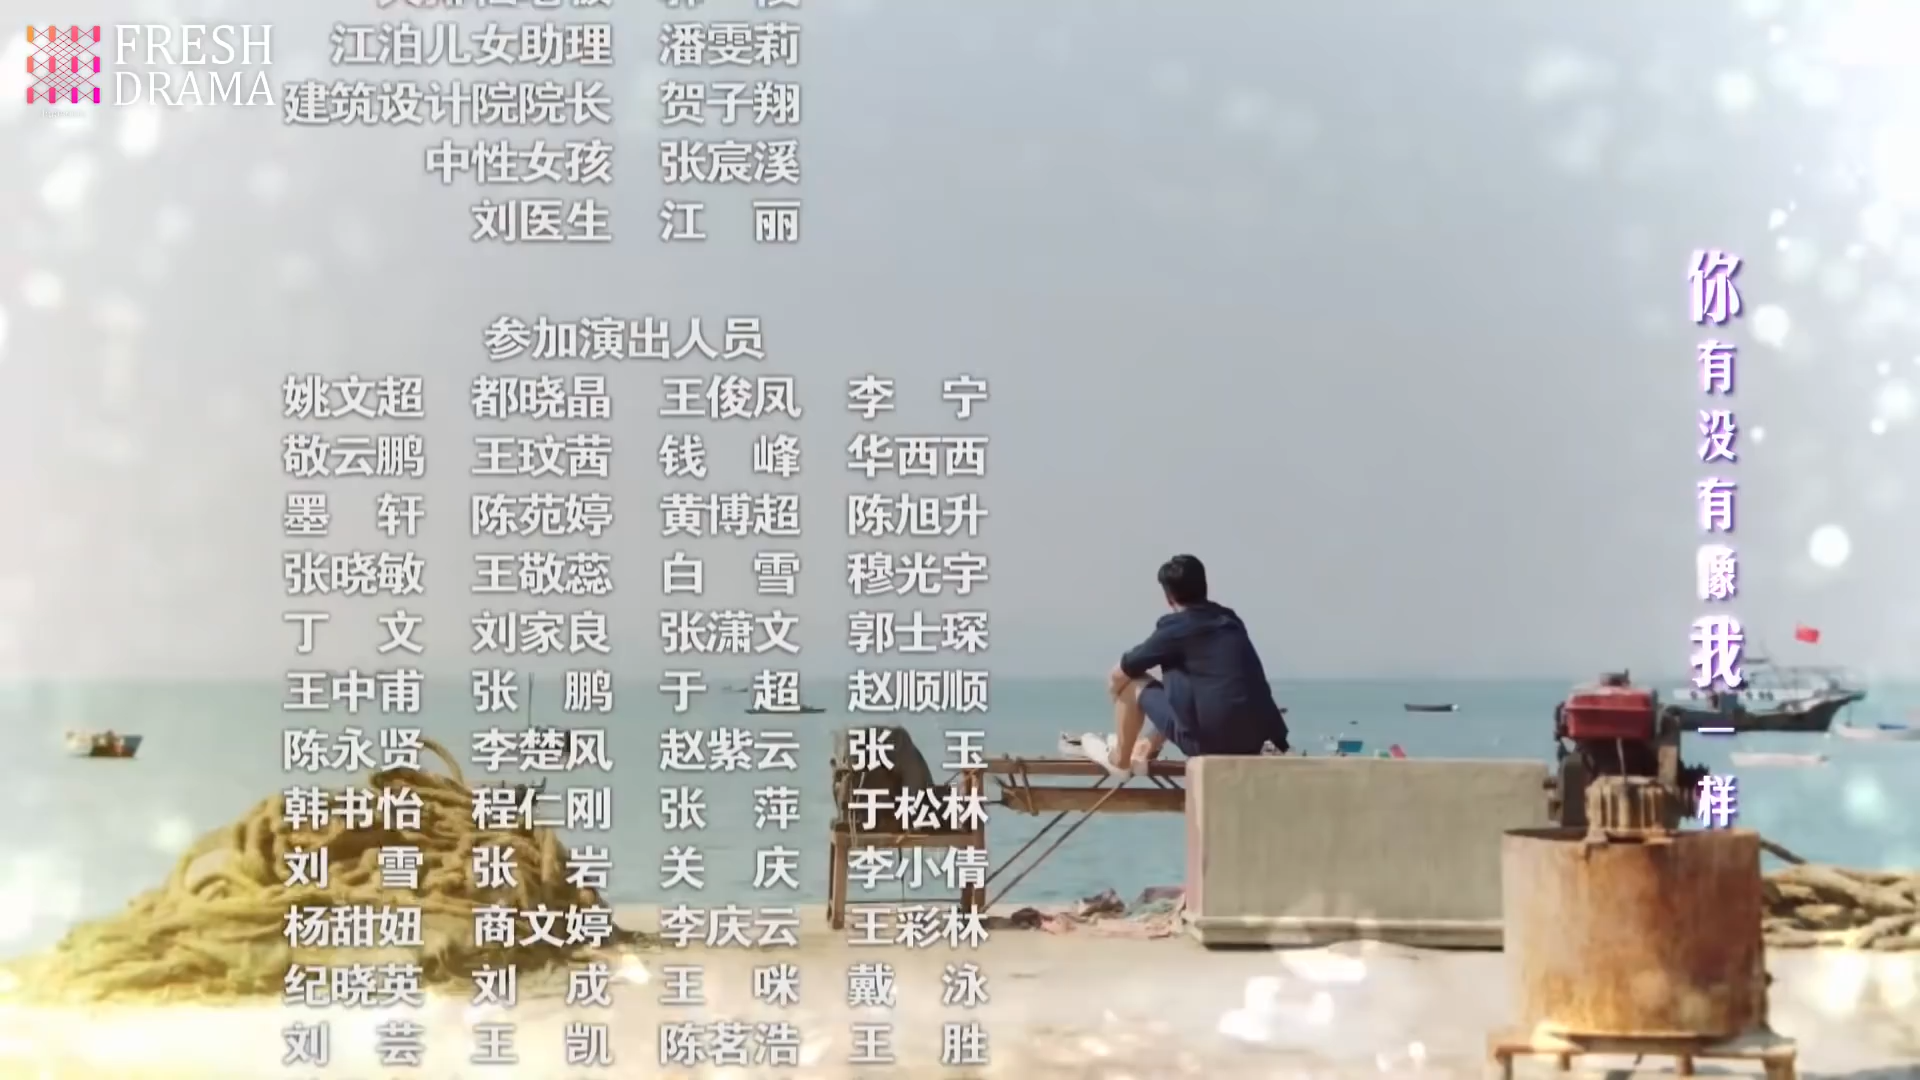 FRESH
DRAMA
江泊儿女助理 潘雯莉
建筑设计院院长 贺子翔
中性女孩 张宸溪
刘医生 江 丽
参加演出人员
姚文超 都晓晶 王俊凤 李 宁
敬云鹏 王玟茜 钱 峰 华西西
墨 轩 陈苑婷 黄博超 陈旭升
张晓敏 王敬蕊 白 雪 穆光宇
丁 文 刘家良 张潇文 郭士琛
王中甫 张 鹏 于 超 赵顺顺
陈永贤 李楚风 赵紫云 张 玉
韩书怡 程仁刚 张 萍 于松林
刘 雪 张 岩 关 庆 李小倩
杨甜妞 商文婷 李庆云 王彩林
纪晓英 刘 成 王 咪 戴 泳
刘 芸 王 凯 陈茗浩 王 胜
你有没有像我一样